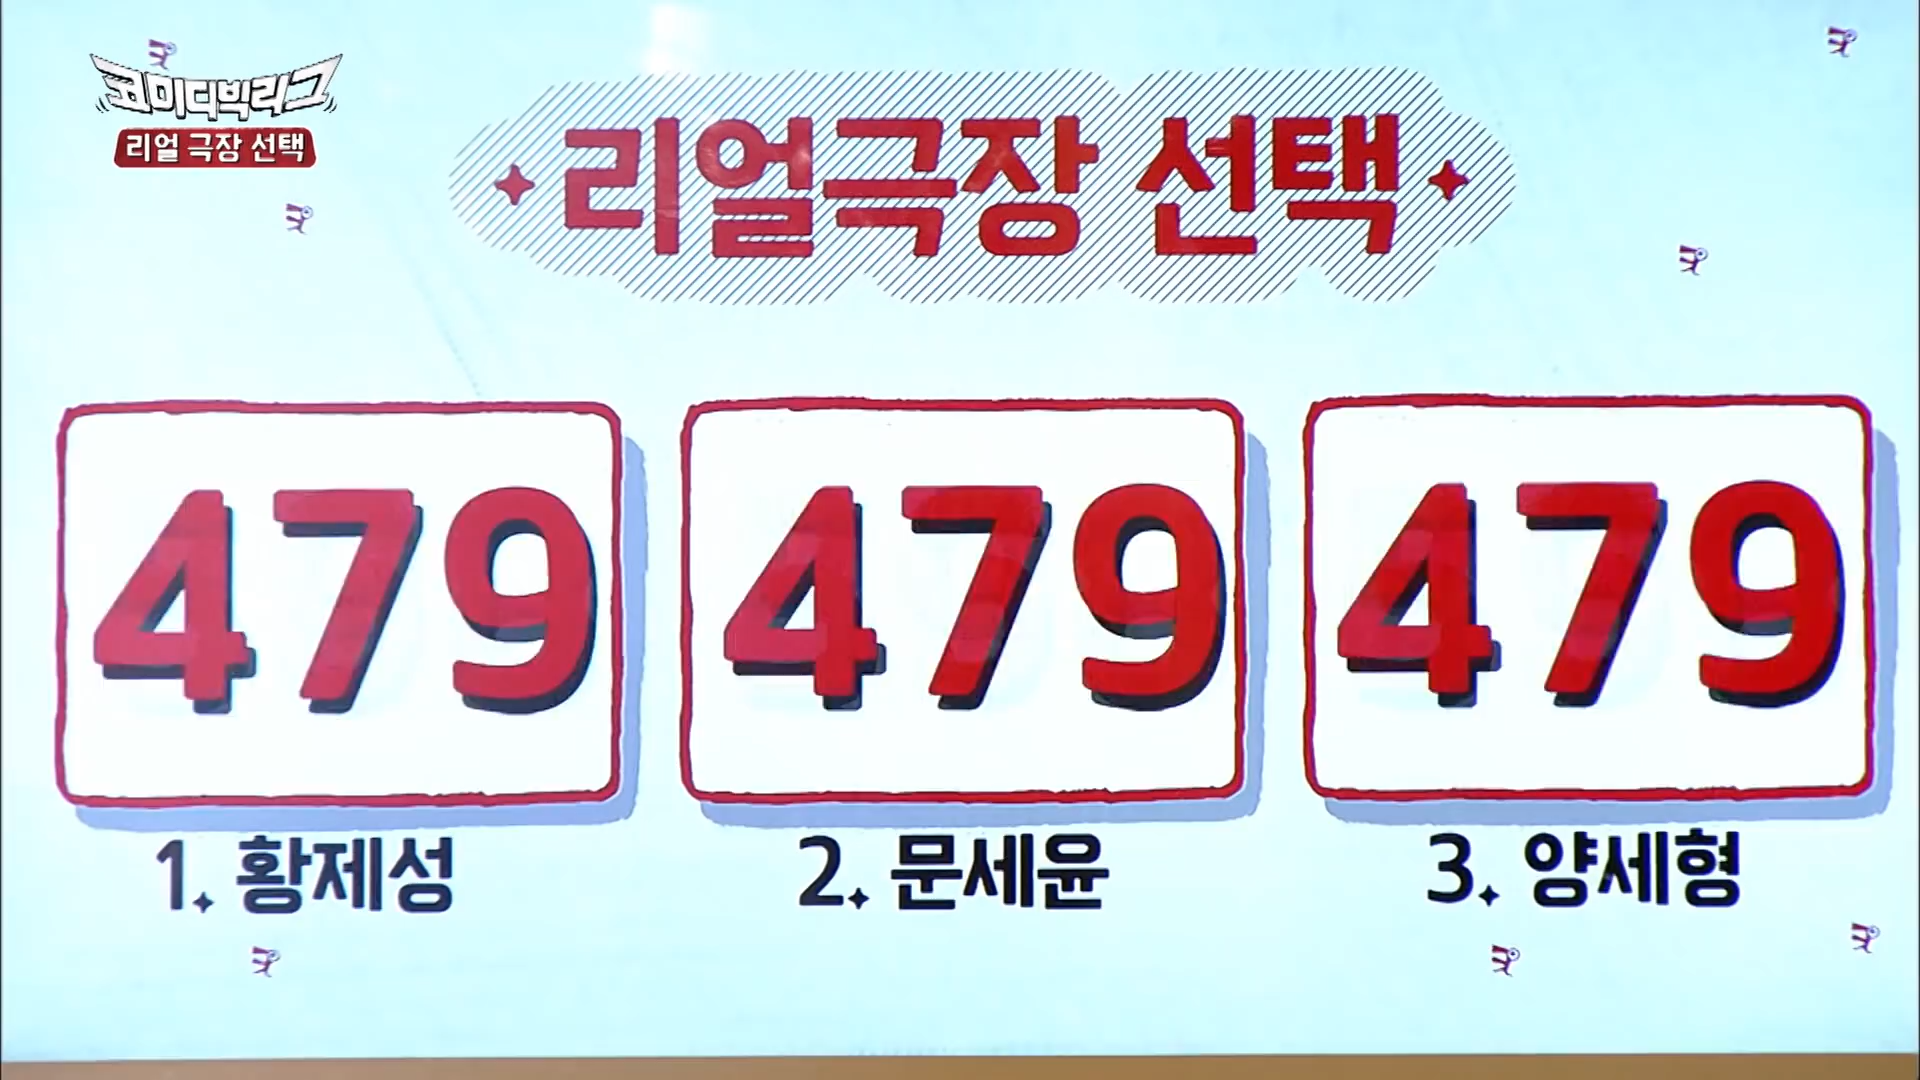 코미디빅리그
리얼 극장 선택
리얼극장 선택
479 479 479
1. 황제성 2. 문세윤 3. 양세형